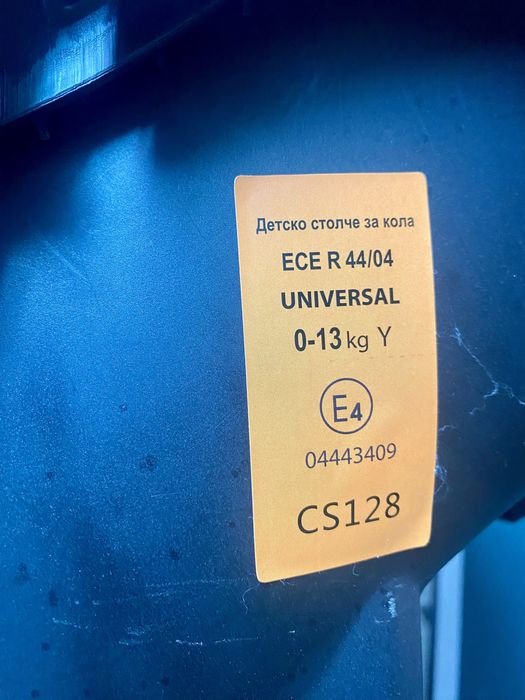 Детско столче за кола
ECE R 44/04
UNIVERSAL
0-13 kg Y
E4
04443409
CS128